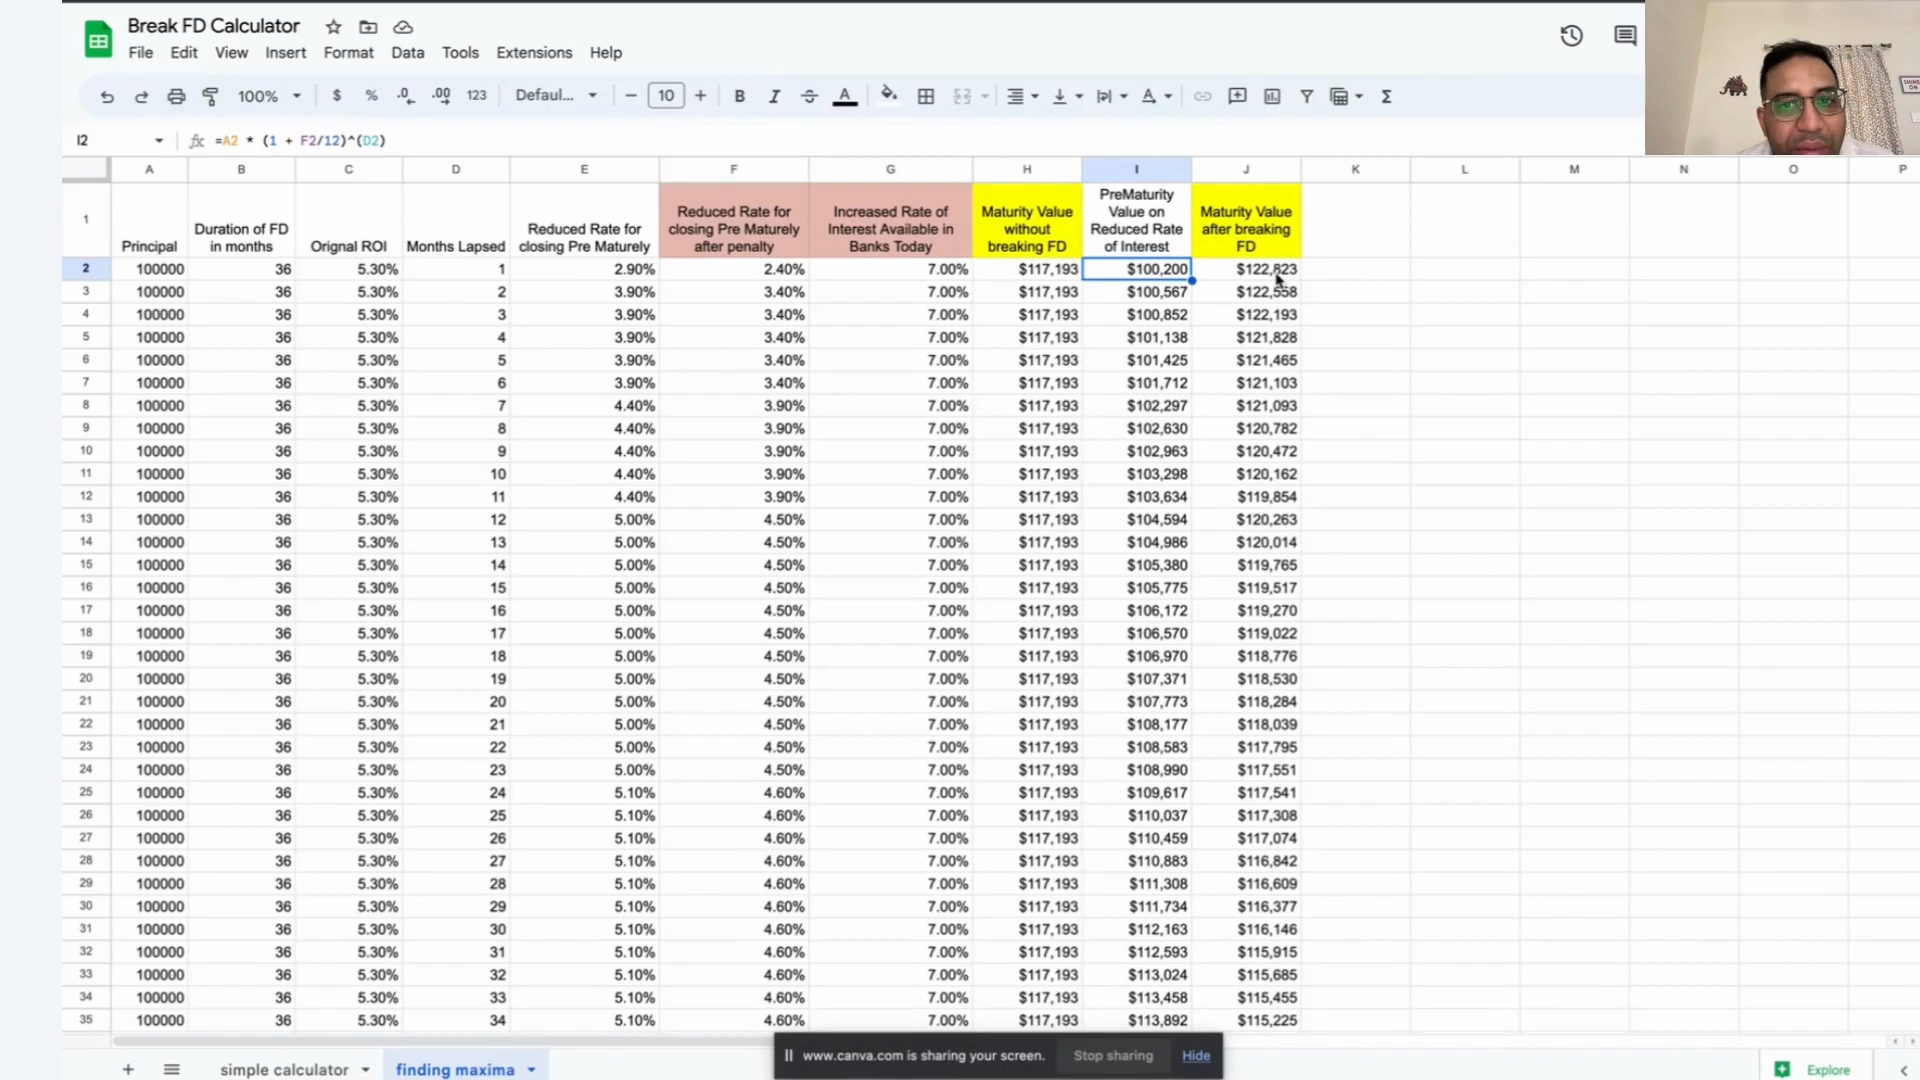 Break FD Calculator
File Edit View Insert Format Data Tools Extensions Help
100% $ % .0 .00 123 Defaul... − 10 + B I A Σ
I2 fx =A2 * (1 + F2/12)^(D2)
A B C D E F G H I J K L M N O P
1 Principal Duration of FD in months Orignal ROI Months Lapsed Reduced Rate for closing Pre Maturely Reduced Rate for closing Pre Maturely after penalty Increased Rate of Interest Available in Banks Today Maturity Value without breaking FD PreMaturity Value on Reduced Rate of Interest Maturity Value after breaking FD
2 100000 36 5.30% 1 2.90% 2.40% 7.00% $117,193 $100,200 $122,823
3 100000 36 5.30% 2 3.90% 3.40% 7.00% $117,193 $100,567 $122,558
4 100000 36 5.30% 3 3.90% 3.40% 7.00% $117,193 $100,852 $122,193
5 100000 36 5.30% 4 3.90% 3.40% 7.00% $117,193 $101,138 $121,828
6 100000 36 5.30% 5 3.90% 3.40% 7.00% $117,193 $101,425 $121,465
7 100000 36 5.30% 6 3.90% 3.40% 7.00% $117,193 $101,712 $121,103
8 100000 36 5.30% 7 4.40% 3.90% 7.00% $117,193 $102,297 $121,093
9 100000 36 5.30% 8 4.40% 3.90% 7.00% $117,193 $102,630 $120,782
10 100000 36 5.30% 9 4.40% 3.90% 7.00% $117,193 $102,963 $120,472
11 100000 36 5.30% 10 4.40% 3.90% 7.00% $117,193 $103,298 $120,162
12 100000 36 5.30% 11 4.40% 3.90% 7.00% $117,193 $103,634 $119,854
13 100000 36 5.30% 12 5.00% 4.50% 7.00% $117,193 $104,594 $120,263
14 100000 36 5.30% 13 5.00% 4.50% 7.00% $117,193 $104,986 $120,014
15 100000 36 5.30% 14 5.00% 4.50% 7.00% $117,193 $105,380 $119,765
16 100000 36 5.30% 15 5.00% 4.50% 7.00% $117,193 $105,775 $119,517
17 100000 36 5.30% 16 5.00% 4.50% 7.00% $117,193 $106,172 $119,270
18 100000 36 5.30% 17 5.00% 4.50% 7.00% $117,193 $106,570 $119,022
19 100000 36 5.30% 18 5.00% 4.50% 7.00% $117,193 $106,970 $118,776
20 100000 36 5.30% 19 5.00% 4.50% 7.00% $117,193 $107,371 $118,530
21 100000 36 5.30% 20 5.00% 4.50% 7.00% $117,193 $107,773 $118,284
22 100000 36 5.30% 21 5.00% 4.50% 7.00% $117,193 $108,177 $118,039
23 100000 36 5.30% 22 5.00% 4.50% 7.00% $117,193 $108,583 $117,795
24 100000 36 5.30% 23 5.00% 4.50% 7.00% $117,193 $108,990 $117,551
25 100000 36 5.30% 24 5.10% 4.60% 7.00% $117,193 $109,617 $117,541
26 100000 36 5.30% 25 5.10% 4.60% 7.00% $117,193 $110,037 $117,308
27 100000 36 5.30% 26 5.10% 4.60% 7.00% $117,193 $110,459 $117,074
28 100000 36 5.30% 27 5.10% 4.60% 7.00% $117,193 $110,883 $116,842
29 100000 36 5.30% 28 5.10% 4.60% 7.00% $117,193 $111,308 $116,609
30 100000 36 5.30% 29 5.10% 4.60% 7.00% $117,193 $111,734 $116,377
31 100000 36 5.30% 30 5.10% 4.60% 7.00% $117,193 $112,163 $116,146
32 100000 36 5.30% 31 5.10% 4.60% 7.00% $117,193 $112,593 $115,915
33 100000 36 5.30% 32 5.10% 4.60% 7.00% $117,193 $113,024 $115,685
34 100000 36 5.30% 33 5.10% 4.60% 7.00% $117,193 $113,458 $115,455
35 100000 36 5.30% 34 5.10% 4.60% 7.00% $117,193 $113,892 $115,225
www.canva.com is sharing your screen. Stop sharing Hide
simple calculator finding maxima Explore